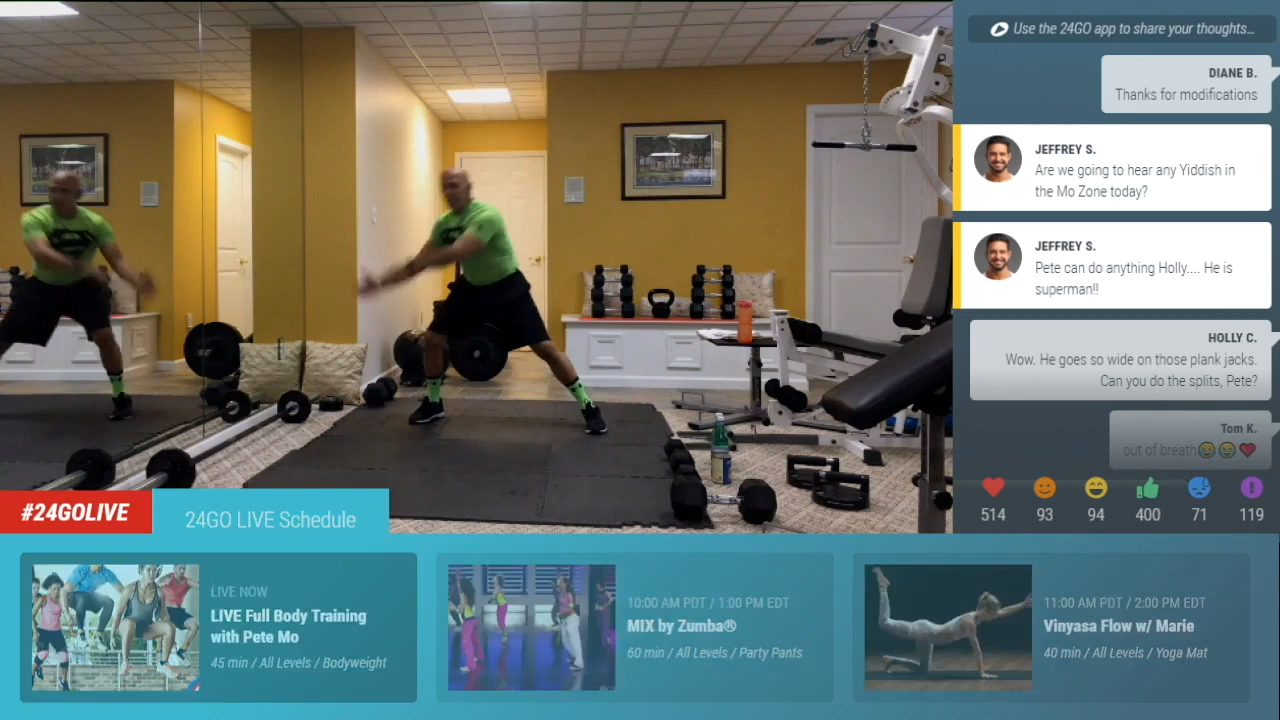 Use the 24GO app to share your thoughts...
DIANE B.
Thanks for modifications
JEFFREY S.
Are we going to hear any Yiddish in
the Mo Zone today?
JEFFREY S.
Pete can do anything Holly.... He is
superman!!
HOLLY C.
Wow. He goes so wide on those plank jacks.
Can you do the splits, Pete?
Tom K.
out of breath😂😂❤️
514 93 94 400 71 119
#24GOLIVE
24GO LIVE Schedule
LIVE NOW
LIVE Full Body Training
with Pete Mo
45 min / All Levels / Bodyweight
10:00 AM PDT / 1:00 PM EDT
MIX by Zumba®
60 min / All Levels / Party Pants
11:00 AM PDT / 2:00 PM EDT
Vinyasa Flow w/ Marie
40 min / All Levels / Yoga Mat